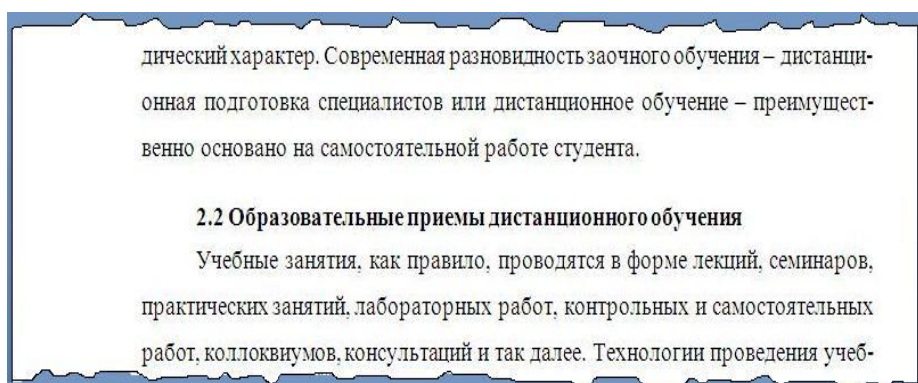 дический характер. Современная разновидность заочного обучения – дистанци-
онная подготовка специалистов или дистанционное обучение – преимущест-
венно основано на самостоятельной работе студента.
2.2 Образовательные приемы дистанционного обучения
Учебные занятия, как правило, проводятся в форме лекций, семинаров,
практических занятий, лабораторных работ, контрольных и самостоятельных
работ, коллоквиумов, консультаций и так далее. Технологии проведения учеб-